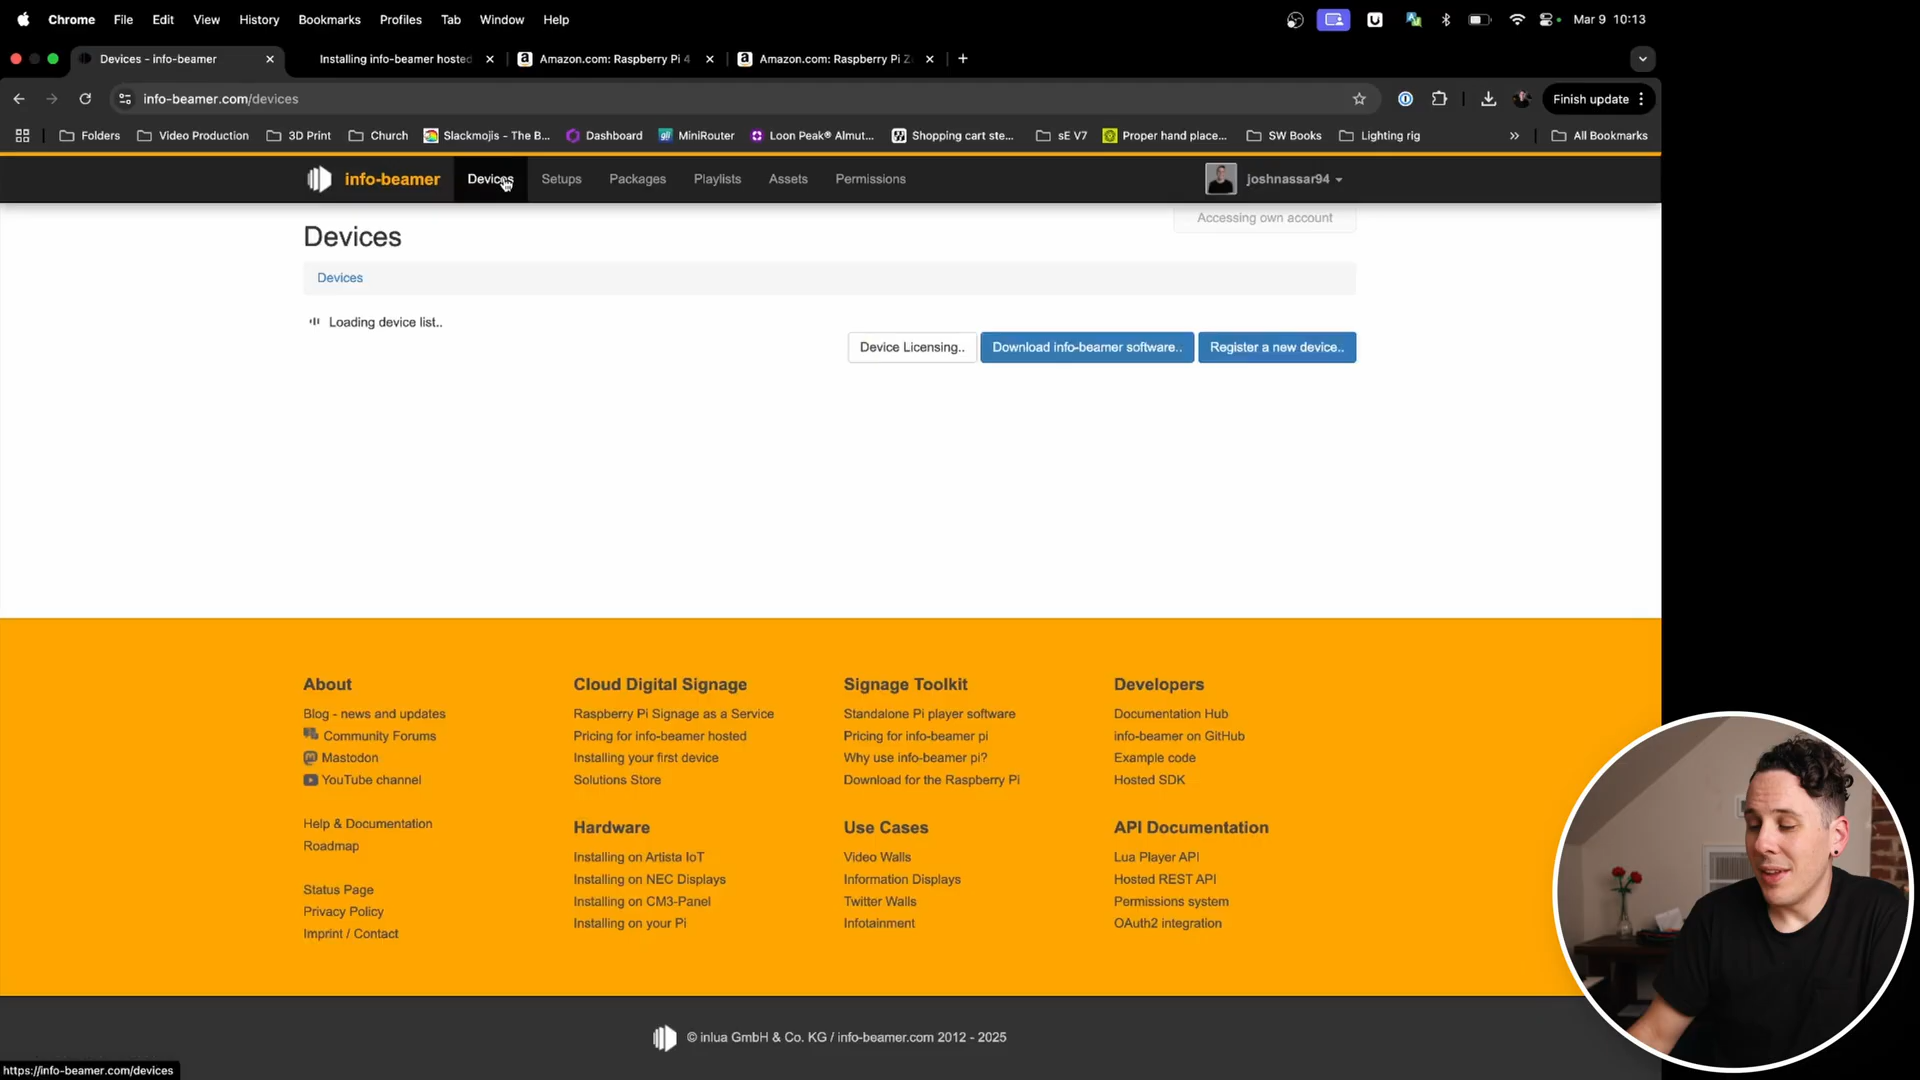 Chrome File Edit View History Bookmarks Profiles Tab Window Help Mar 9 10:13
Devices - info-beamer Installing info-beamer hosted Amazon.com: Raspberry Pi 4 Amazon.com: Raspberry Pi Z
info-beamer.com/devices Finish update
Folders Video Production 3D Print Church Slackmojis - The B... Dashboard MiniRouter Loon Peak® Almut... Shopping cart ste... sE V7 Proper hand place... SW Books Lighting rig » All Bookmarks
info-beamer Devices Setups Packages Playlists Assets Permissions joshnassar94
Accessing own account
Devices
Devices
Loading device list..
Device Licensing.. Download info-beamer software.. Register a new device..
About
Blog - news and updates
Community Forums
Mastodon
YouTube channel
Help & Documentation
Roadmap
Status Page
Privacy Policy
Imprint / Contact
Cloud Digital Signage
Raspberry Pi Signage as a Service
Pricing for info-beamer hosted
Installing your first device
Solutions Store
Hardware
Installing on Artista IoT
Installing on NEC Displays
Installing on CM3-Panel
Installing on your Pi
Signage Toolkit
Standalone Pi player software
Pricing for info-beamer pi
Why use info-beamer pi?
Download for the Raspberry Pi
Use Cases
Video Walls
Information Displays
Twitter Walls
Infotainment
Developers
Documentation Hub
info-beamer on GitHub
Example code
Hosted SDK
API Documentation
Lua Player API
Hosted REST API
Permissions system
OAuth2 integration
© inlua GmbH & Co. KG / info-beamer.com 2012 - 2025
https://info-beamer.com/devices